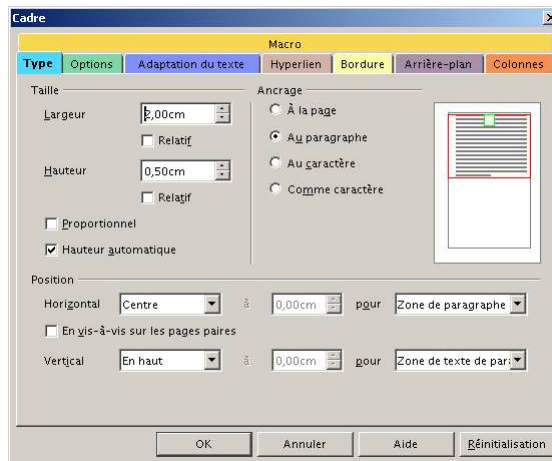 Cadre
Macro
Type Options Adaptation du texte Hyperlien Bordure Arrière-plan Colonnes
Taille Ancrage
Largeur 2,00cm À la page
Relatif Au paragraphe
Hauteur 0,50cm Au caractère
Relatif Comme caractère
Proportionnel
Hauteur automatique
Position
Horizontal Centre à 0,00cm pour Zone de paragraphe
En vis-à-vis sur les pages paires
Vertical En haut à 0,00cm pour Zone de texte de par
OK Annuler Aide Réinitialisation